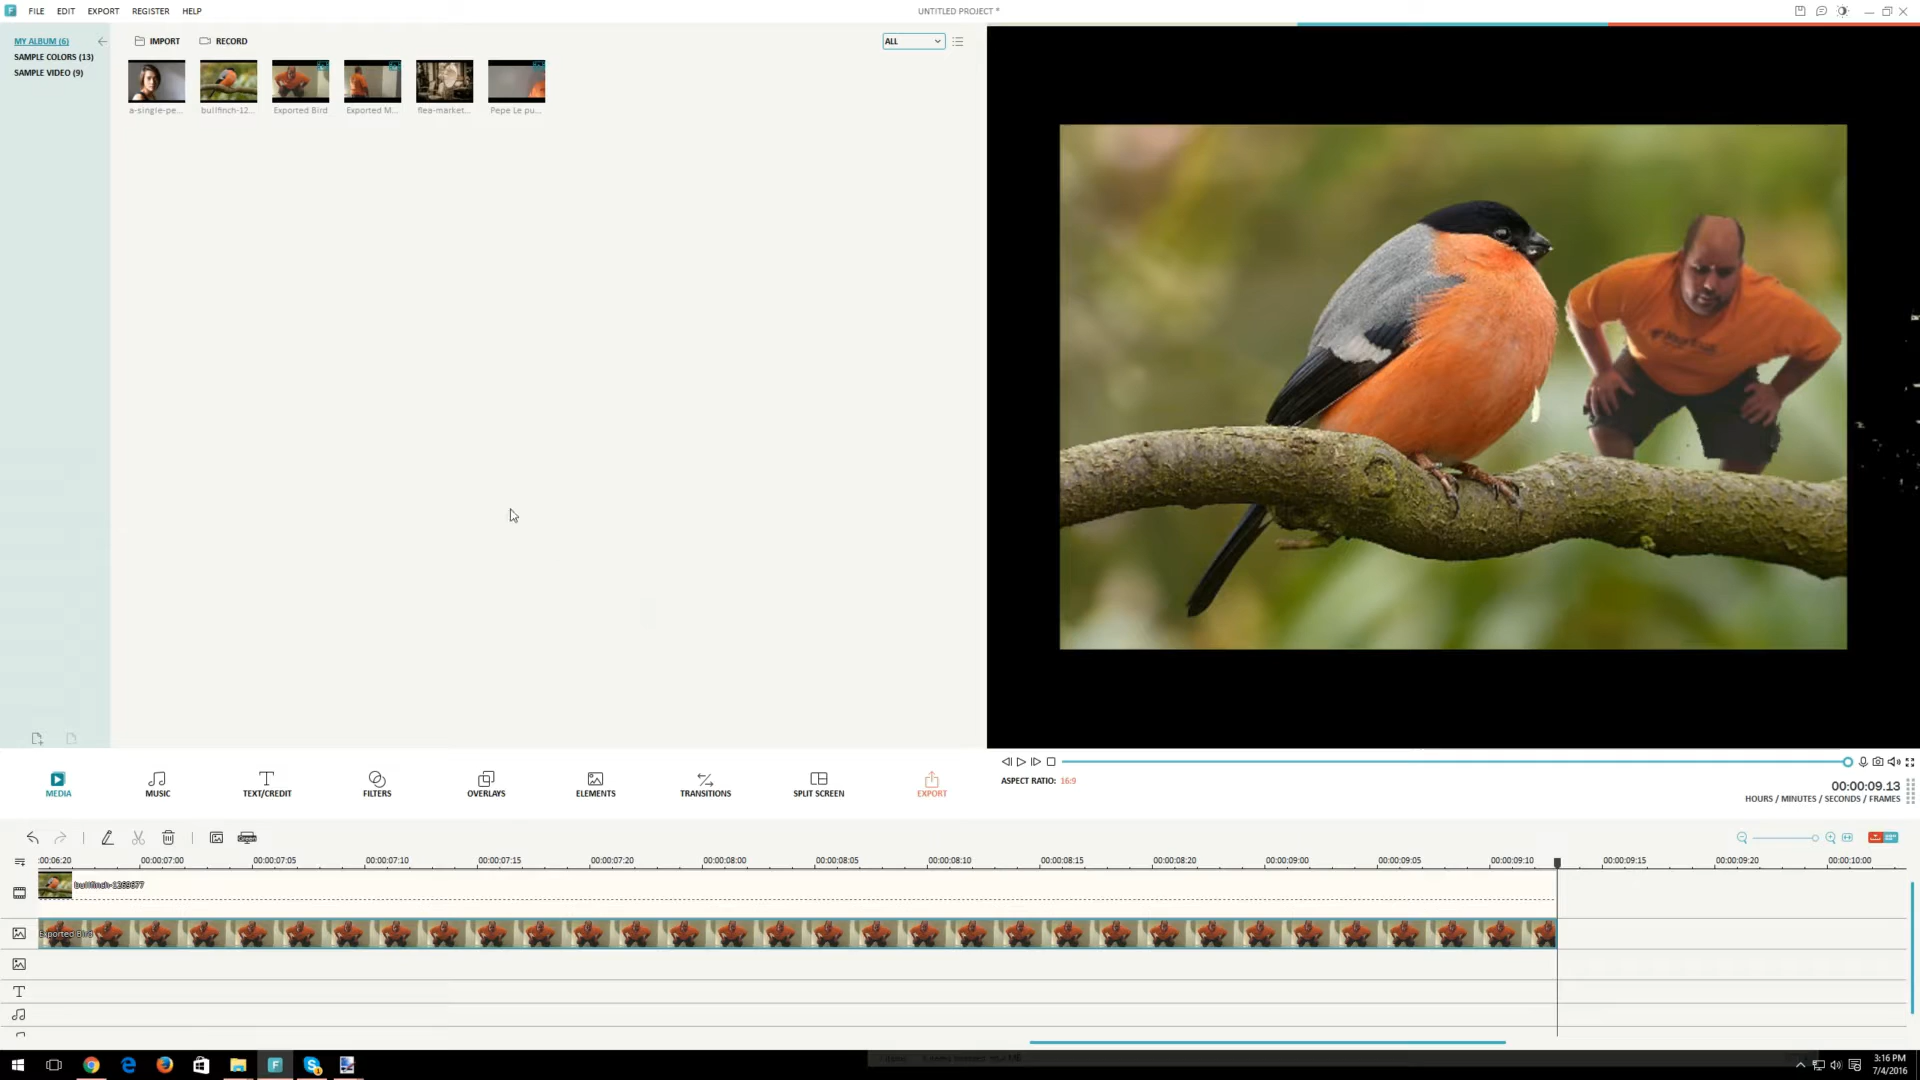 FILE EDIT EXPORT REGISTER HELP
UNTITLED PROJECT *
MY ALBUM (6)
SAMPLE COLORS (13)
SAMPLE VIDEO (9)
IMPORT RECORD
ALL
a-single-pe...
bullfinch-12...
Exported Bird
Exported M...
flea-market...
Pepe Le pu...
MEDIA
MUSIC
TEXT/CREDIT
FILTERS
OVERLAYS
ELEMENTS
TRANSITIONS
SPLIT SCREEN
EXPORT
ASPECT RATIO: 16:9
00:00:09.13
HOURS / MINUTES / SECONDS / FRAMES
:00:06:20 00:00:07:00 00:00:07:05 00:00:07:10 00:00:07:15 00:00:07:20 00:00:08:00 00:00:08:05 00:00:08:10 00:00:08:15 00:00:08:20 00:00:09:00 00:00:09:05 00:00:09:10 00:00:09:15 00:00:09:20 00:00:10:00
bullfinch-1269677
Exported Bird
3:16 PM
7/4/2016